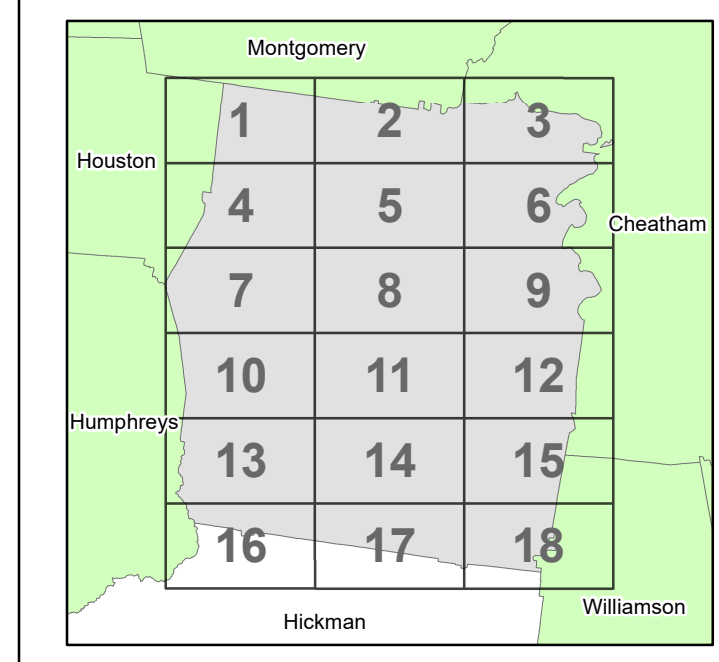 Montgomery
1 2 3
Houston
4 5 6
Cheatham
7 8 9
10 11 12
Humphreys
13 14 15
16 17 18
Williamson
Hickman